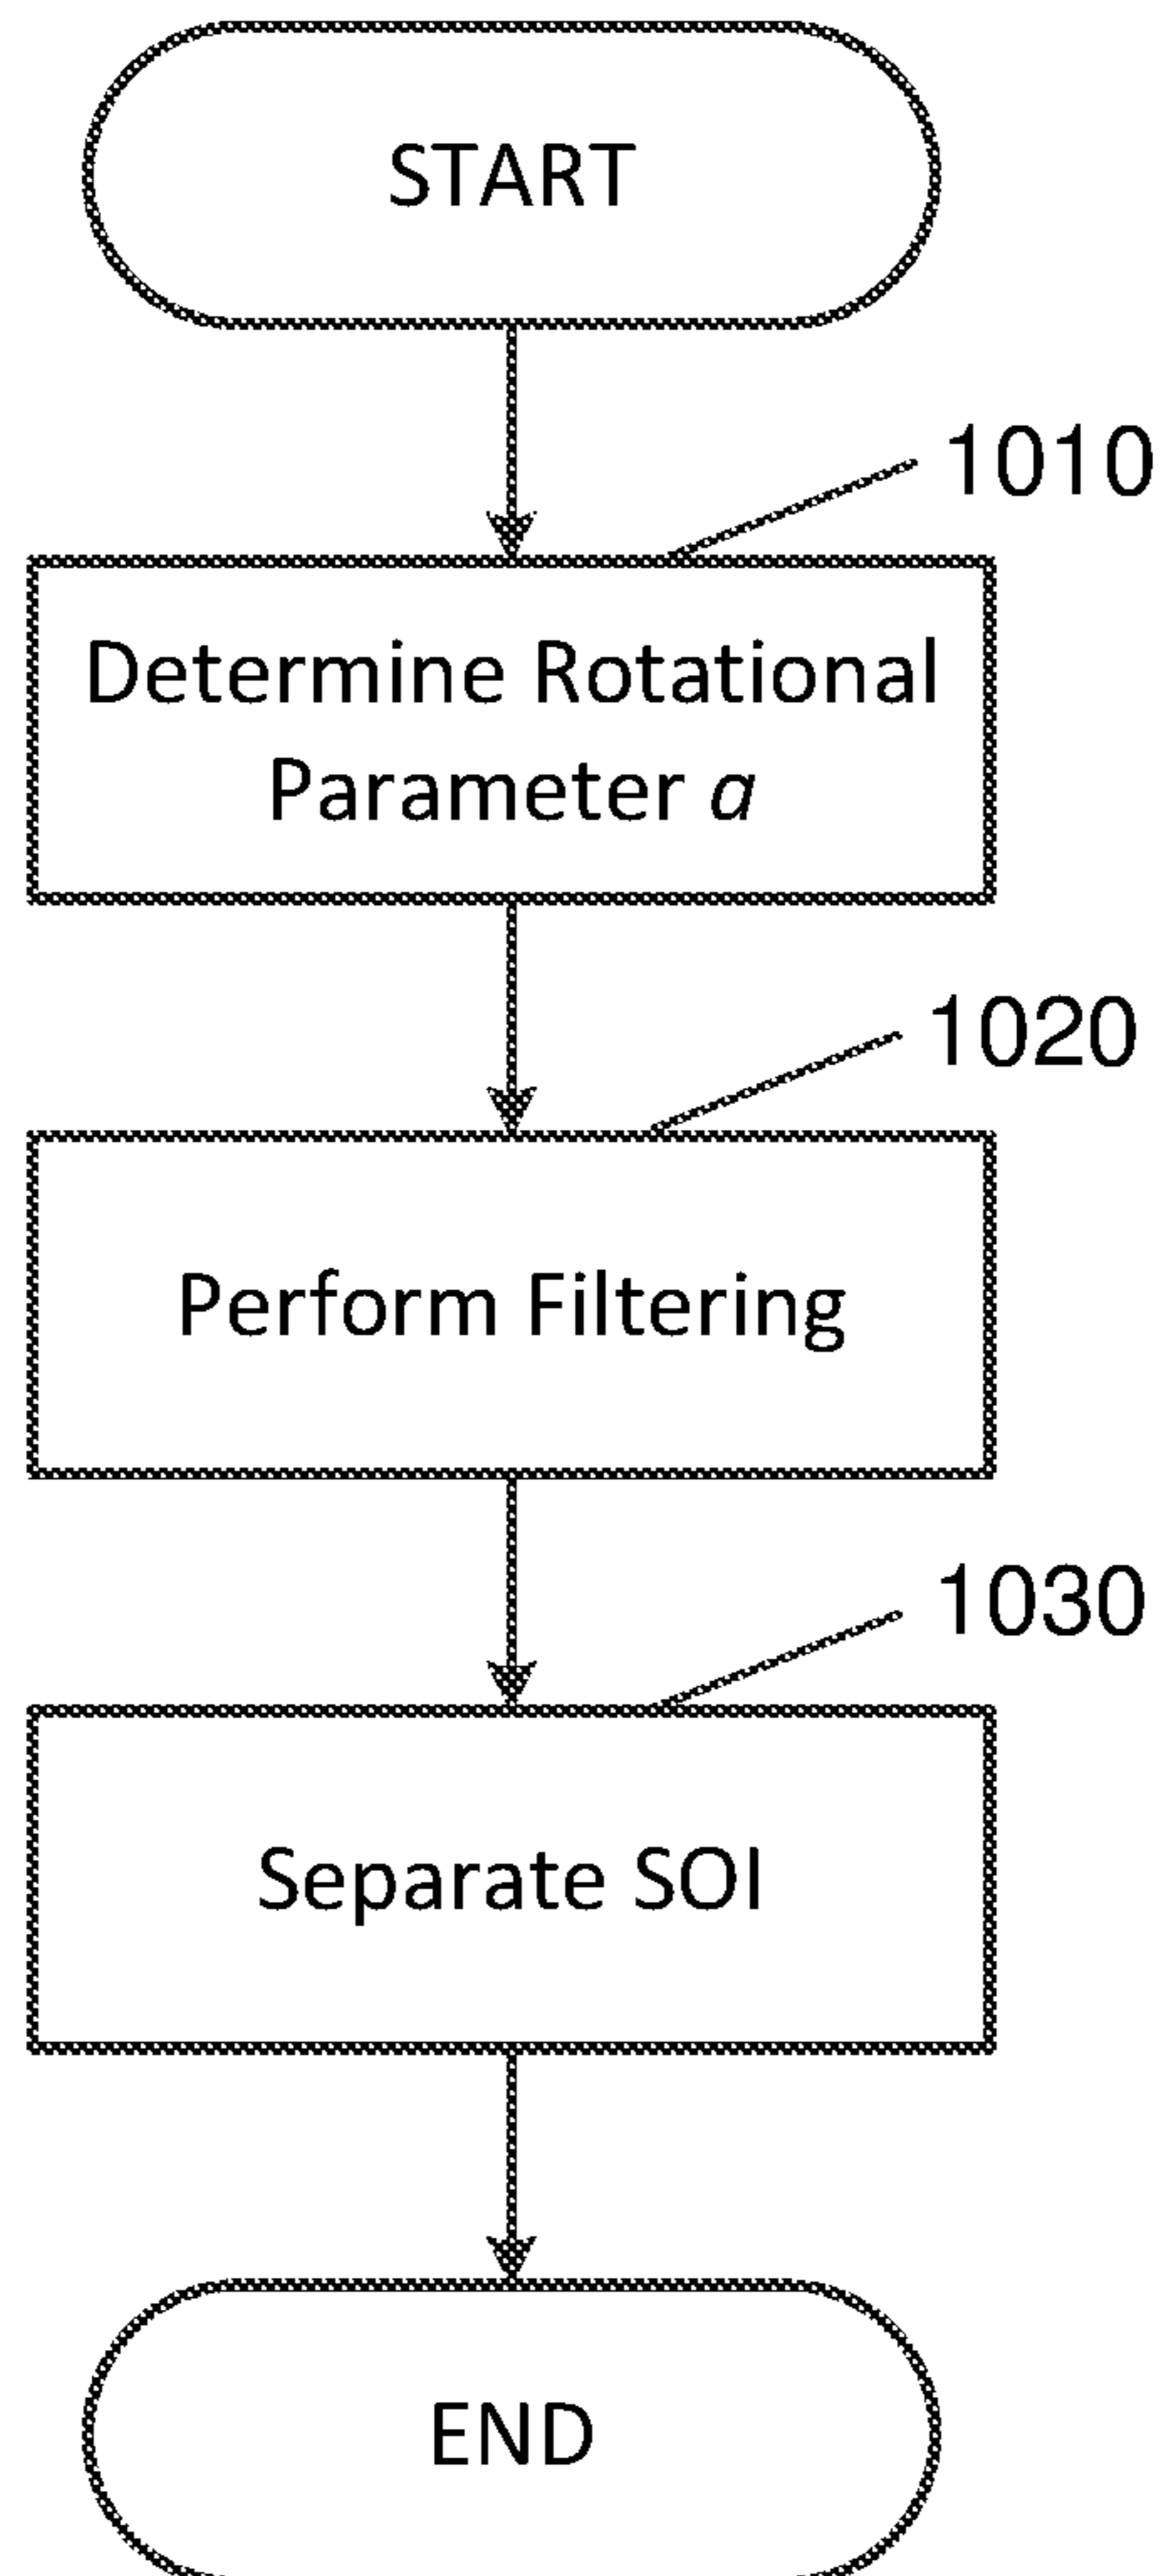 START
1010
Determine Rotational
Parameter a
1020
Perform Filtering
1030
Separate SOI
END